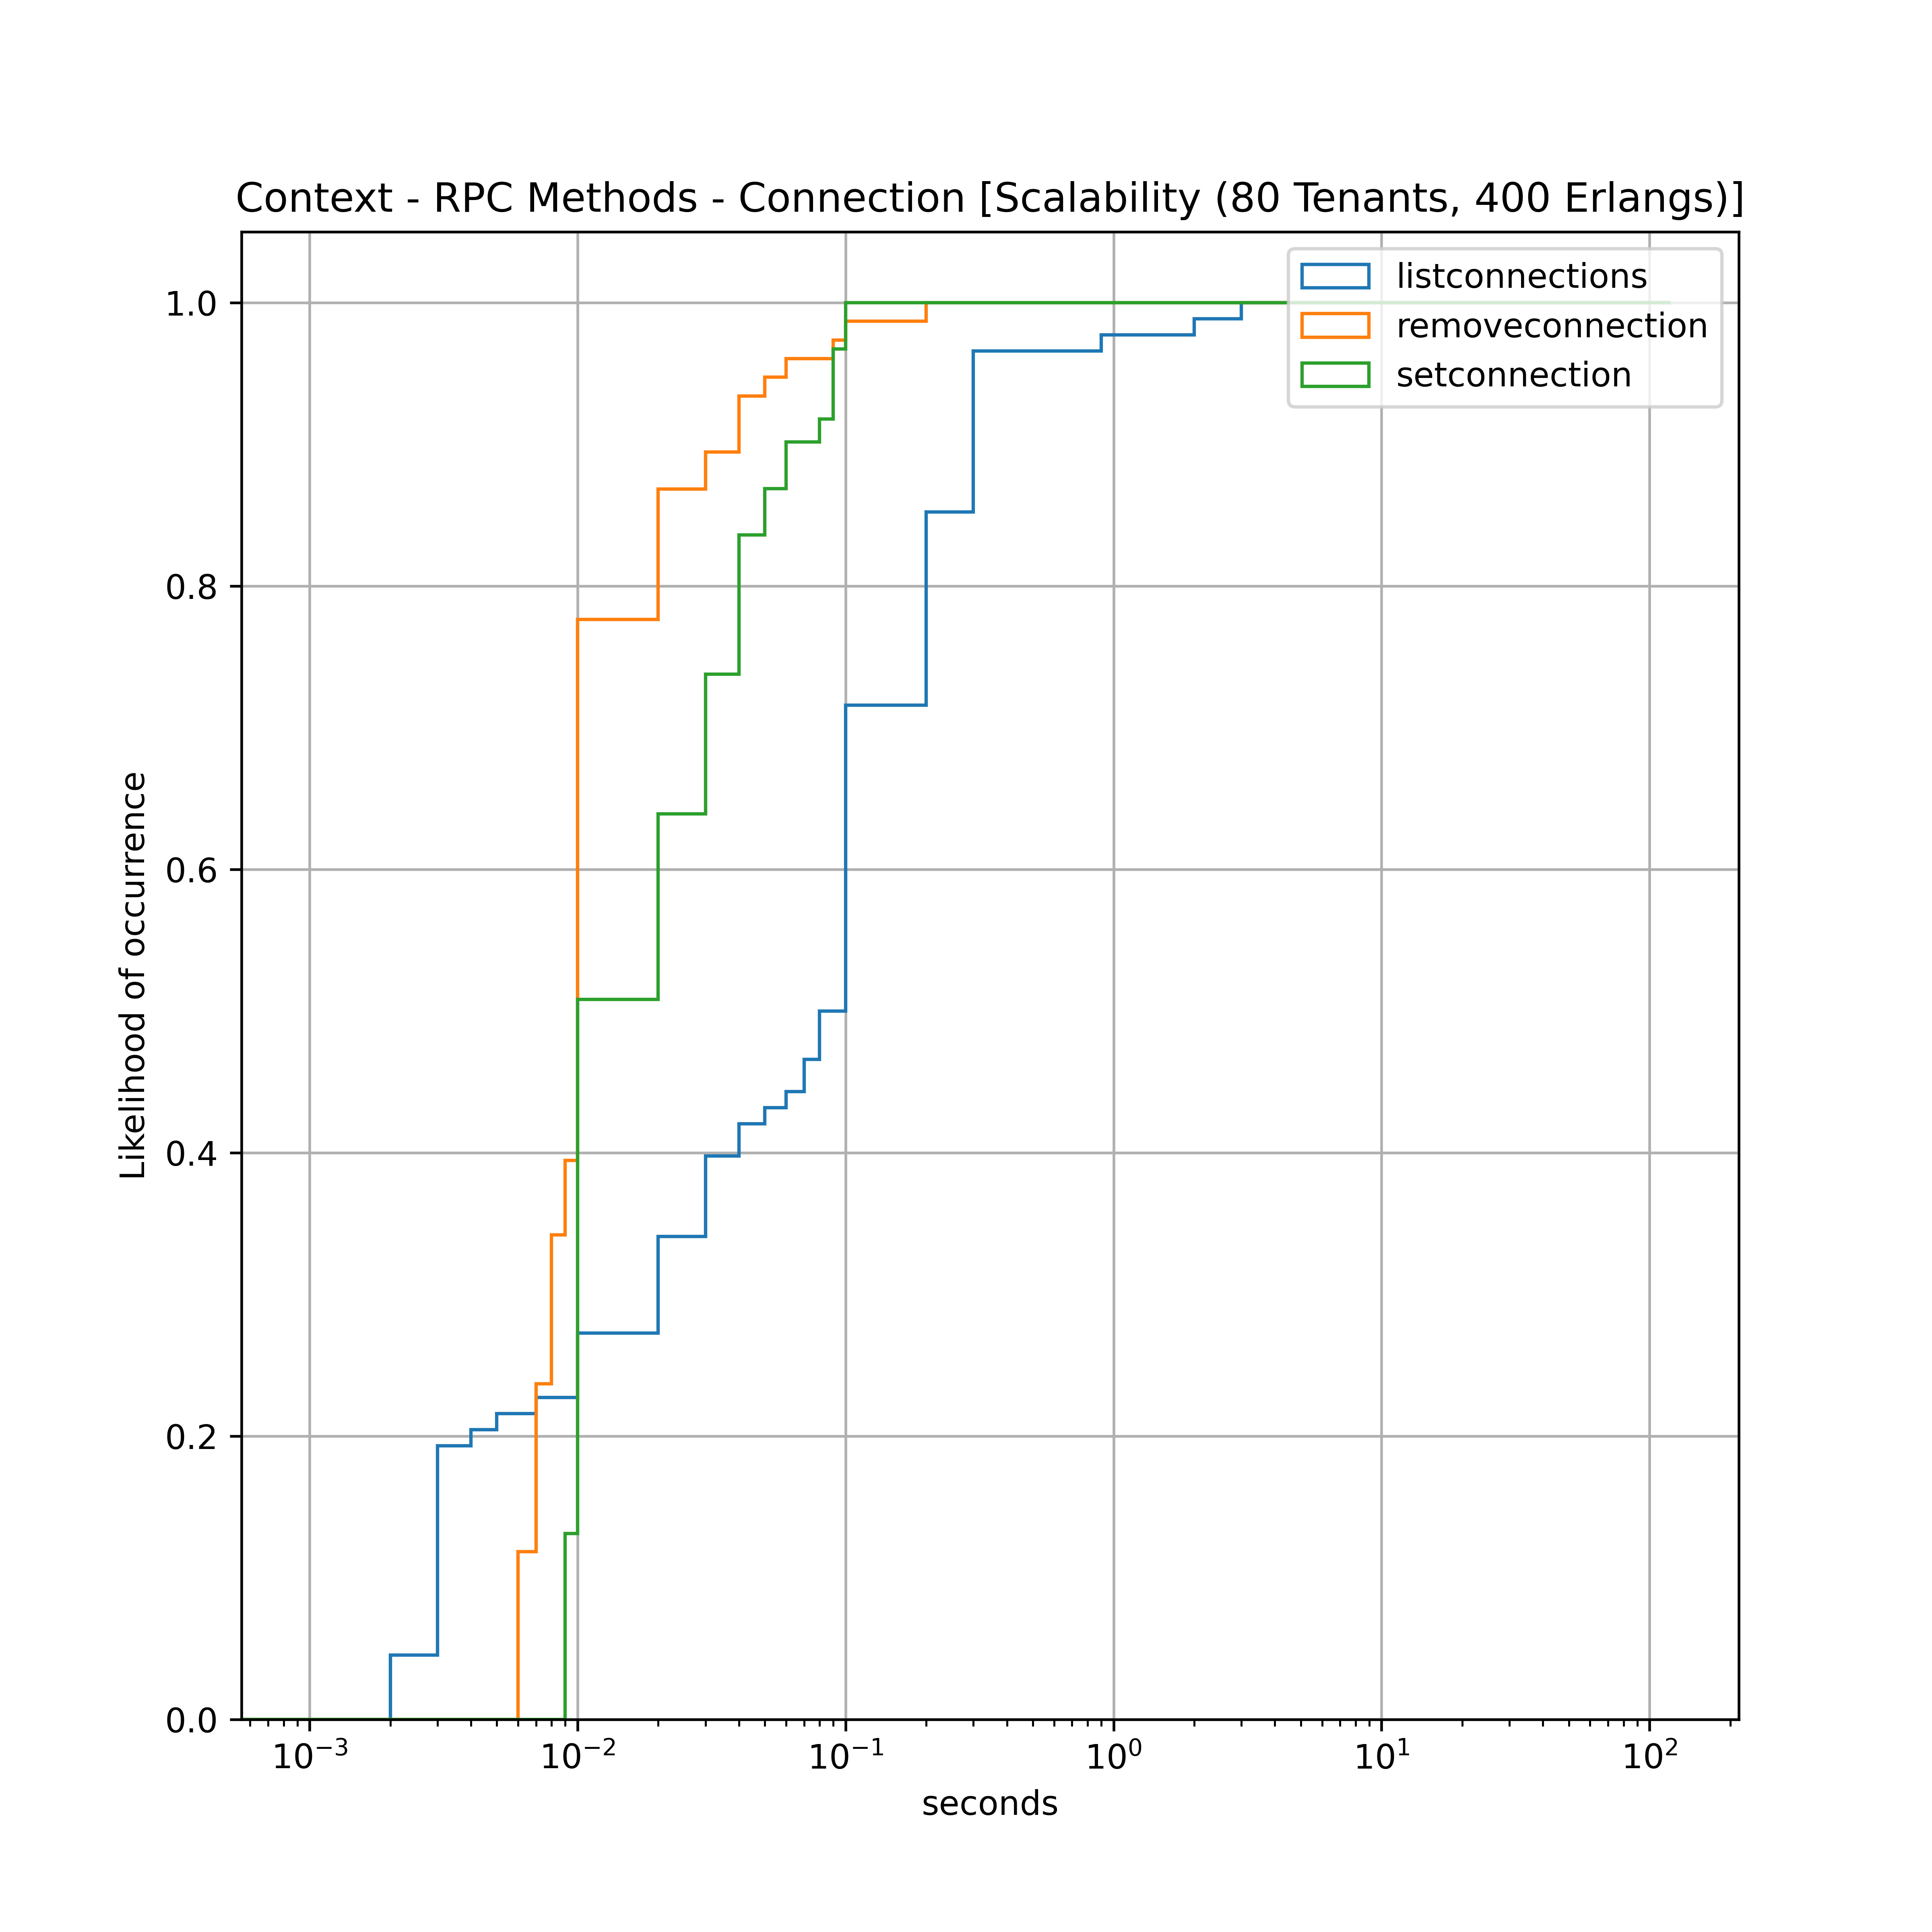 Context - RPC Methods - Connection [Scalability (80 Tenants, 400 Erlangs)]
listconnections
removeconnection
setconnection
1.0
0.8
0.6
0.4
0.2
0.0
Likelihood of occurrence
10⁻³ 10⁻² 10⁻¹ 10⁰ 10¹ 10²
seconds